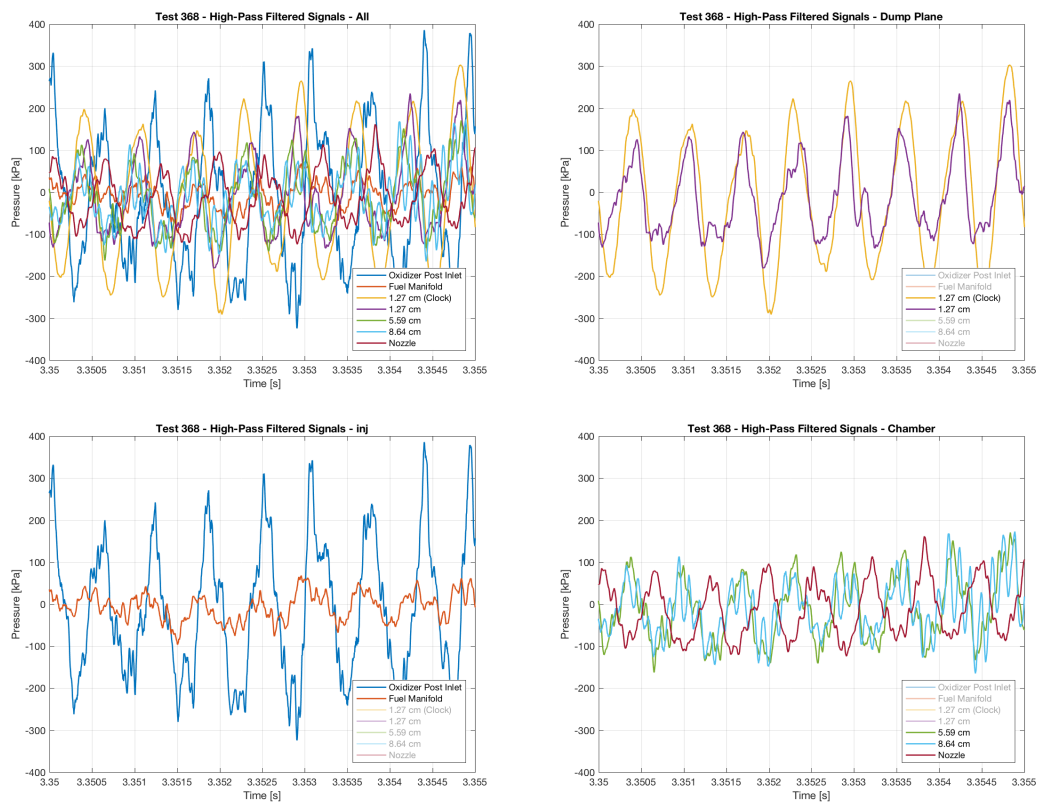 Test 368 - High-Pass Filtered Signals - All
400
300
200
100
0
-100
-200
-300
-400
Pressure [kPa]
3.35 3.3505 3.351 3.3515 3.352 3.3525 3.353 3.3535 3.354 3.3545 3.355
Time [s]
Oxidizer Post Inlet
Fuel Manifold
1.27 cm (Clock)
1.27 cm
5.59 cm
8.64 cm
Nozzle
Test 368 - High-Pass Filtered Signals - Dump Plane
400
300
200
100
0
-100
-200
-300
-400
Pressure [kPa]
3.35 3.3505 3.351 3.3515 3.352 3.3525 3.353 3.3535 3.354 3.3545 3.355
Time [s]
Oxidizer Post Inlet
Fuel Manifold
1.27 cm (Clock)
1.27 cm
5.59 cm
8.64 cm
Nozzle
Test 368 - High-Pass Filtered Signals - inj
400
300
200
100
0
-100
-200
-300
-400
Pressure [kPa]
3.35 3.3505 3.351 3.3515 3.352 3.3525 3.353 3.3535 3.354 3.3545 3.355
Time [s]
Oxidizer Post Inlet
Fuel Manifold
1.27 cm (Clock)
1.27 cm
5.59 cm
8.64 cm
Nozzle
Test 368 - High-Pass Filtered Signals - Chamber
400
300
200
100
0
-100
-200
-300
-400
Pressure [kPa]
3.35 3.3505 3.351 3.3515 3.352 3.3525 3.353 3.3535 3.354 3.3545 3.355
Time [s]
Oxidizer Post Inlet
Fuel Manifold
1.27 cm (Clock)
1.27 cm
5.59 cm
8.64 cm
Nozzle